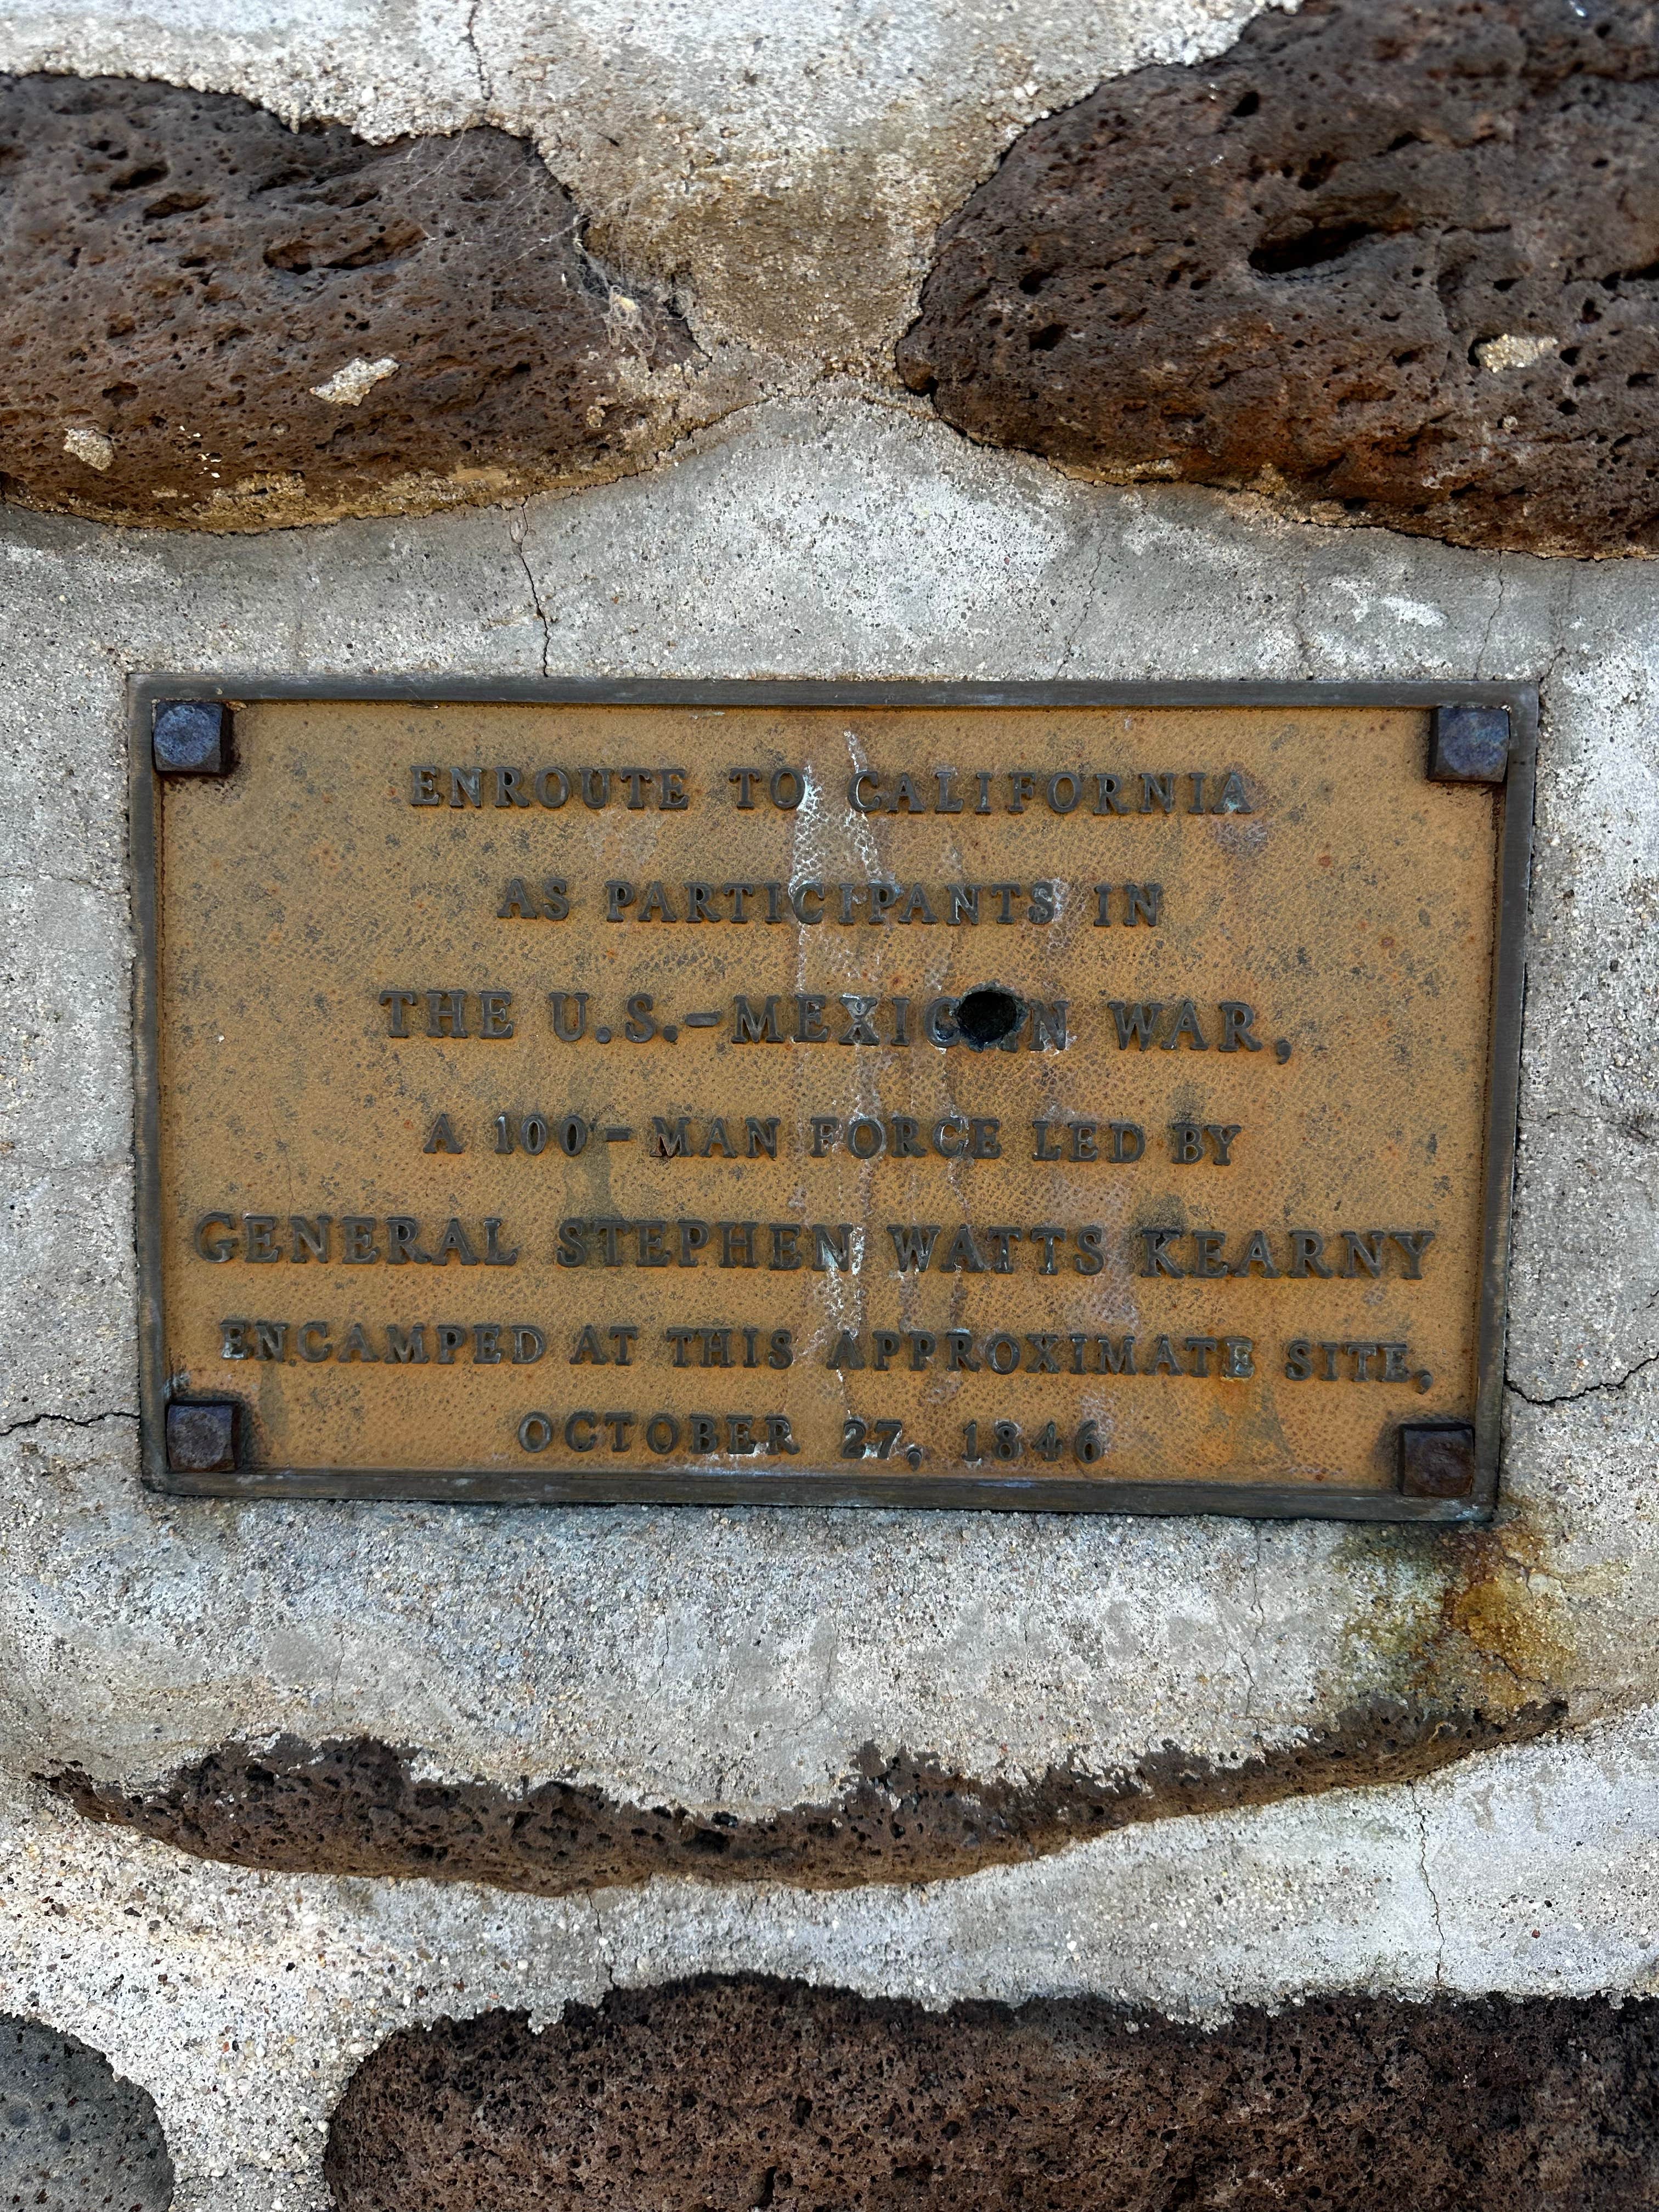 ENROUTE TO CALIFORNIA
AS PARTICIPANTS IN
THE U.S.-MEXICAN WAR,
A 100-MAN FORCE LED BY
GENERAL STEPHEN WATTS KEARNY
ENCAMPED AT THIS APPROXIMATE SITE,
OCTOBER 27, 1846